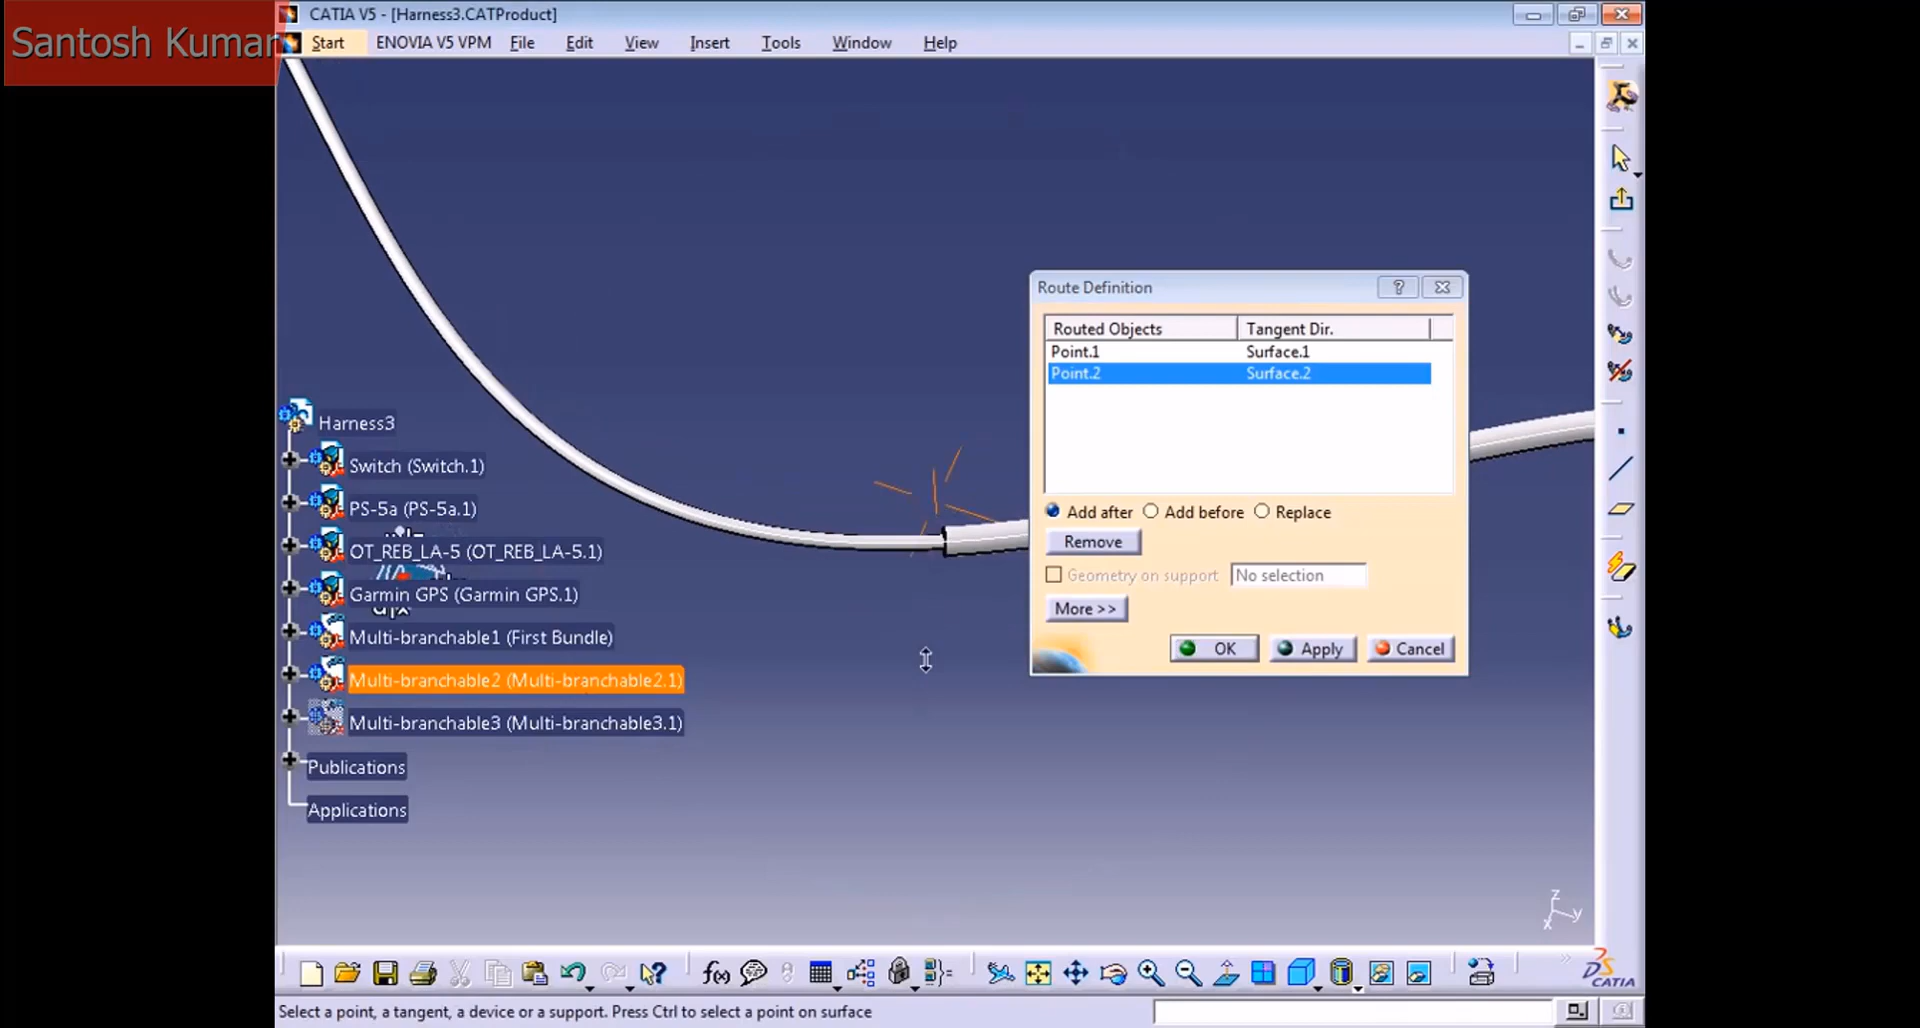 Santosh Kumar
CATIA V5 - [Harness3.CATProduct]
Start ENOVIA V5 VPM File Edit View Insert Tools Window Help
Route Definition
Routed Objects Tangent Dir.
Point.1 Surface.1
Point.2 Surface.2
Add after Add before Replace
Remove
Geometry on support No selection
More >>
OK Apply Cancel
Harness3
Switch (Switch.1)
PS-5a (PS-5a.1)
OT_REB_LA-5 (OT_REB_LA-5.1)
Garmin GPS (Garmin GPS.1)
Multi-branchable1 (First Bundle)
Multi-branchable2 (Multi-branchable2.1)
Multi-branchable3 (Multi-branchable3.1)
Publications
Applications
z
y
x
f(x)
CATIA
Select a point, a tangent, a device or a support. Press Ctrl to select a point on surface